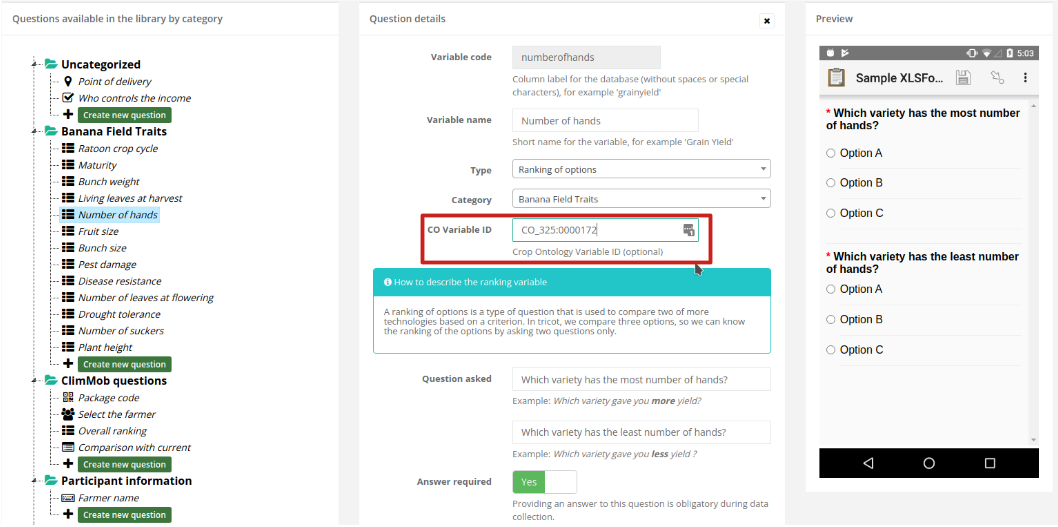 Questions available in the library by category
Uncategorized
Point of delivery
Who controls the income
Create new question
Banana Field Traits
Ratoon crop cycle
Maturity
Bunch weight
Living leaves at harvest
Number of hands
Fruit size
Bunch size
Pest damage
Disease resistance
Number of leaves at flowering
Drought tolerance
Number of suckers
Plant height
Create new question
ClimMob questions
Package code
Select the farmer
Overall ranking
Comparison with current
Create new question
Participant information
Farmer name
Create new question
Question details
Variable code
numberofhands
Column label for the database (without spaces or special
characters), for example 'grainyield'
Variable name
Number of hands
Short name for the variable, for example 'Grain Yield'
Type
Ranking of options
Category
Banana Field Traits
CO Variable ID
CO_325:0000172
Crop Ontology Variable ID (optional)
How to describe the ranking variable
A ranking of options is a type of question that is used to compare two of more
technologies based on a criterion. In tricot, we compare three options, so we can know
the ranking of the options by asking two questions only.
Question asked
Which variety has the most number of hands?
Example: Which variety gave you more yield?
Which variety has the least number of hands?
Example: Which variety gave you less yield ?
Answer required
Yes
Providing an answer to this question is obligatory during data
collection.
Preview
5:03
Sample XLSFo...
* Which variety has the most number
of hands?
Option A
Option B
Option C
* Which variety has the least number
of hands?
Option A
Option B
Option C